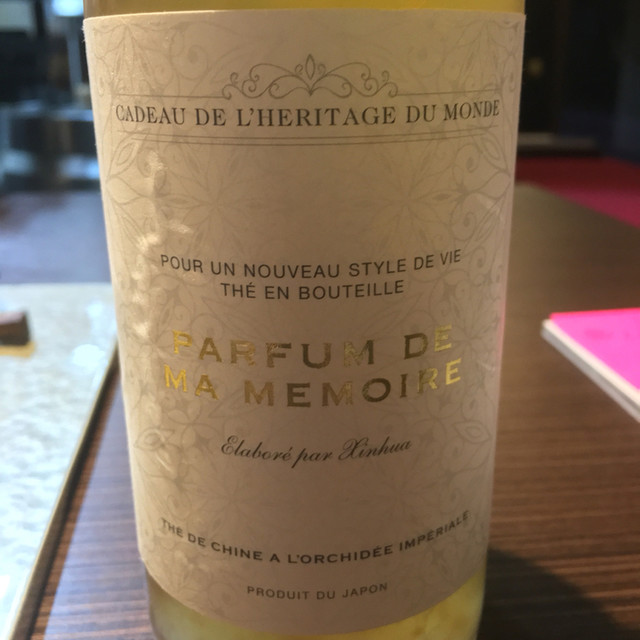 CADEAU DE L'HERITAGE DU MONDE
POUR UN NOUVEAU STYLE DE VIE
THÉ EN BOUTEILLE
PARFUM DE
MA MEMOIRE
Elaboré par Xinhua
THÉ DE CHINE A L'ORCHIDÉE IMPÉRIALE
PRODUIT DU JAPON